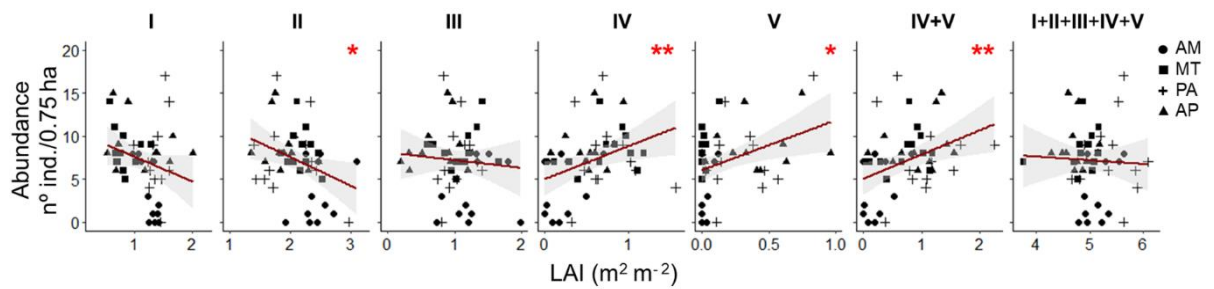 I II III IV V IV+V I+II+III+IV+V
* ** * **
Abundance
nº ind./0.75 ha
20
15
10
5
0
AM
MT
PA
AP
1 2 1 2 3 0 1 2 0 1 0.0 0.5 1.0 0 1 2 4 5 6
LAI (m² m⁻²)